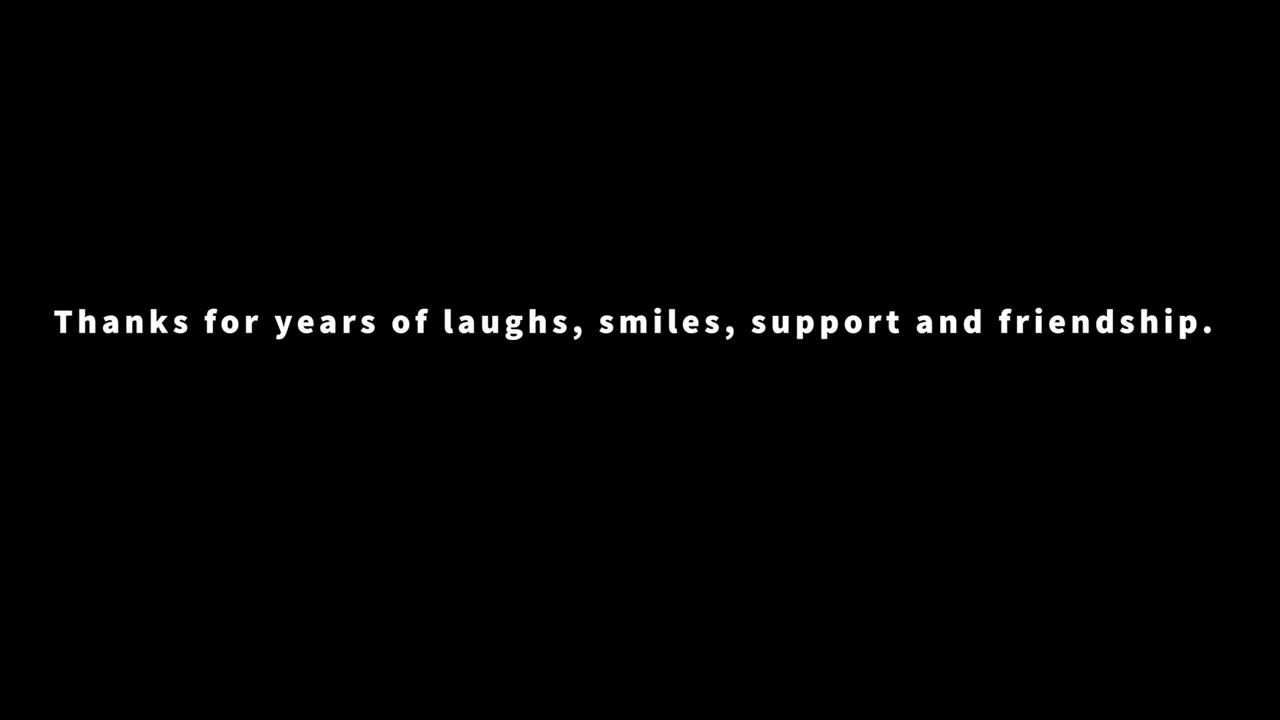 Thanks for years of laughs, smiles, support and friendship.